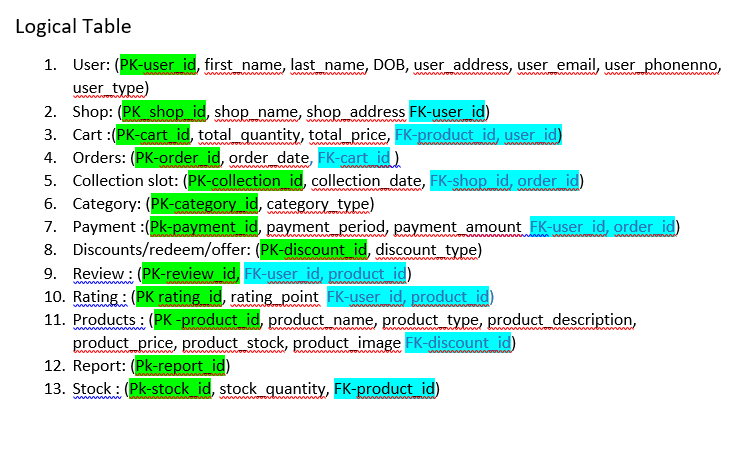 Logical Table
1. User: (PK-user_id, first_name, last_name, DOB, user_address, user_email, user_phonenno,
user_type)
2. Shop: (PK_shop_id, shop_name, shop_address FK-user_id)
3. Cart :(PK-cart_id, total_quantity, total_price, FK-product_id, user_id)
4. Orders: (PK-order_id, order_date, FK-cart_id )
5. Collection slot: (PK-collection_id, collection_date, FK-shop_id, order_id)
6. Category: (PK-category_id, category_type)
7. Payment :(Pk-payment_id, payment_period, payment_amount FK-user_id, order_id)
8. Discounts/redeem/offer: (PK-discount_id, discount_type)
9. Review : (PK-review_id, FK-user_id, product_id)
10. Rating : (PK rating_id, rating_point FK-user_id, product_id)
11. Products : (PK -product_id, product_name, product_type, product_description,
product_price, product_stock, product_image FK-discount_id)
12. Report: (Pk-report_id)
13. Stock : (Pk-stock_id, stock_quantity, FK-product_id)